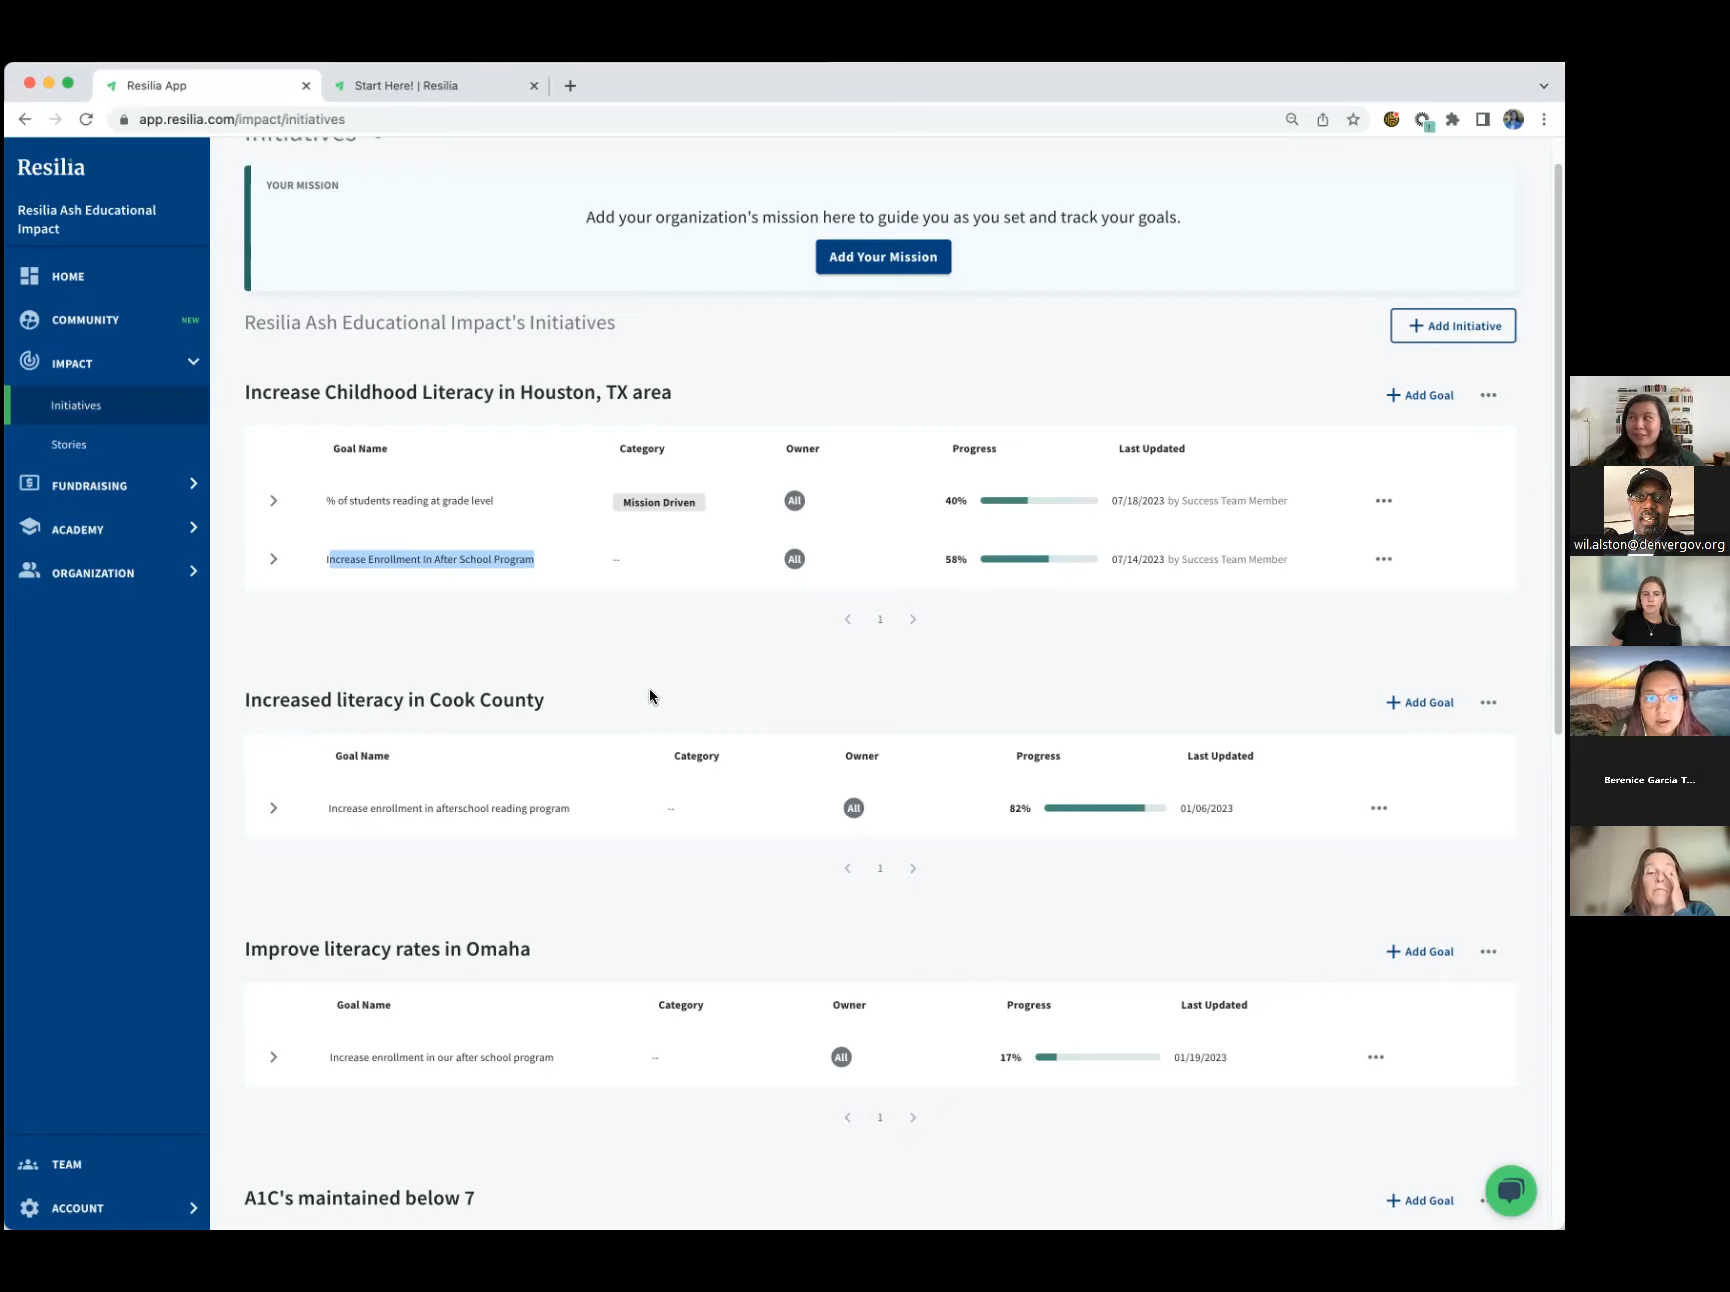 Resilia App
Start Here! | Resilia
app.resilia.com/impact/initiatives
Resilia
Resilia Ash Educational
Impact
HOME
COMMUNITY NEW
IMPACT
Initiatives
Stories
FUNDRAISING
ACADEMY
ORGANIZATION
TEAM
ACCOUNT
Initiatives
YOUR MISSION
Add your organization's mission here to guide you as you set and track your goals.
Add Your Mission
Resilia Ash Educational Impact's Initiatives
Add Initiative
Increase Childhood Literacy in Houston, TX area
Add Goal
Goal Name Category Owner Progress Last Updated
% of students reading at grade level Mission Driven All 40% 07/18/2023 by Success Team Member
Increase Enrollment In After School Program -- All 58% 07/14/2023 by Success Team Member
1
Increased literacy in Cook County
Add Goal
Goal Name Category Owner Progress Last Updated
Increase enrollment in afterschool reading program -- All 82% 01/06/2023
1
Improve literacy rates in Omaha
Add Goal
Goal Name Category Owner Progress Last Updated
Increase enrollment in our after school program -- All 17% 01/19/2023
1
A1C's maintained below 7
Add Goal
wil.alston@denvergov.org
Berenice Garcia T...